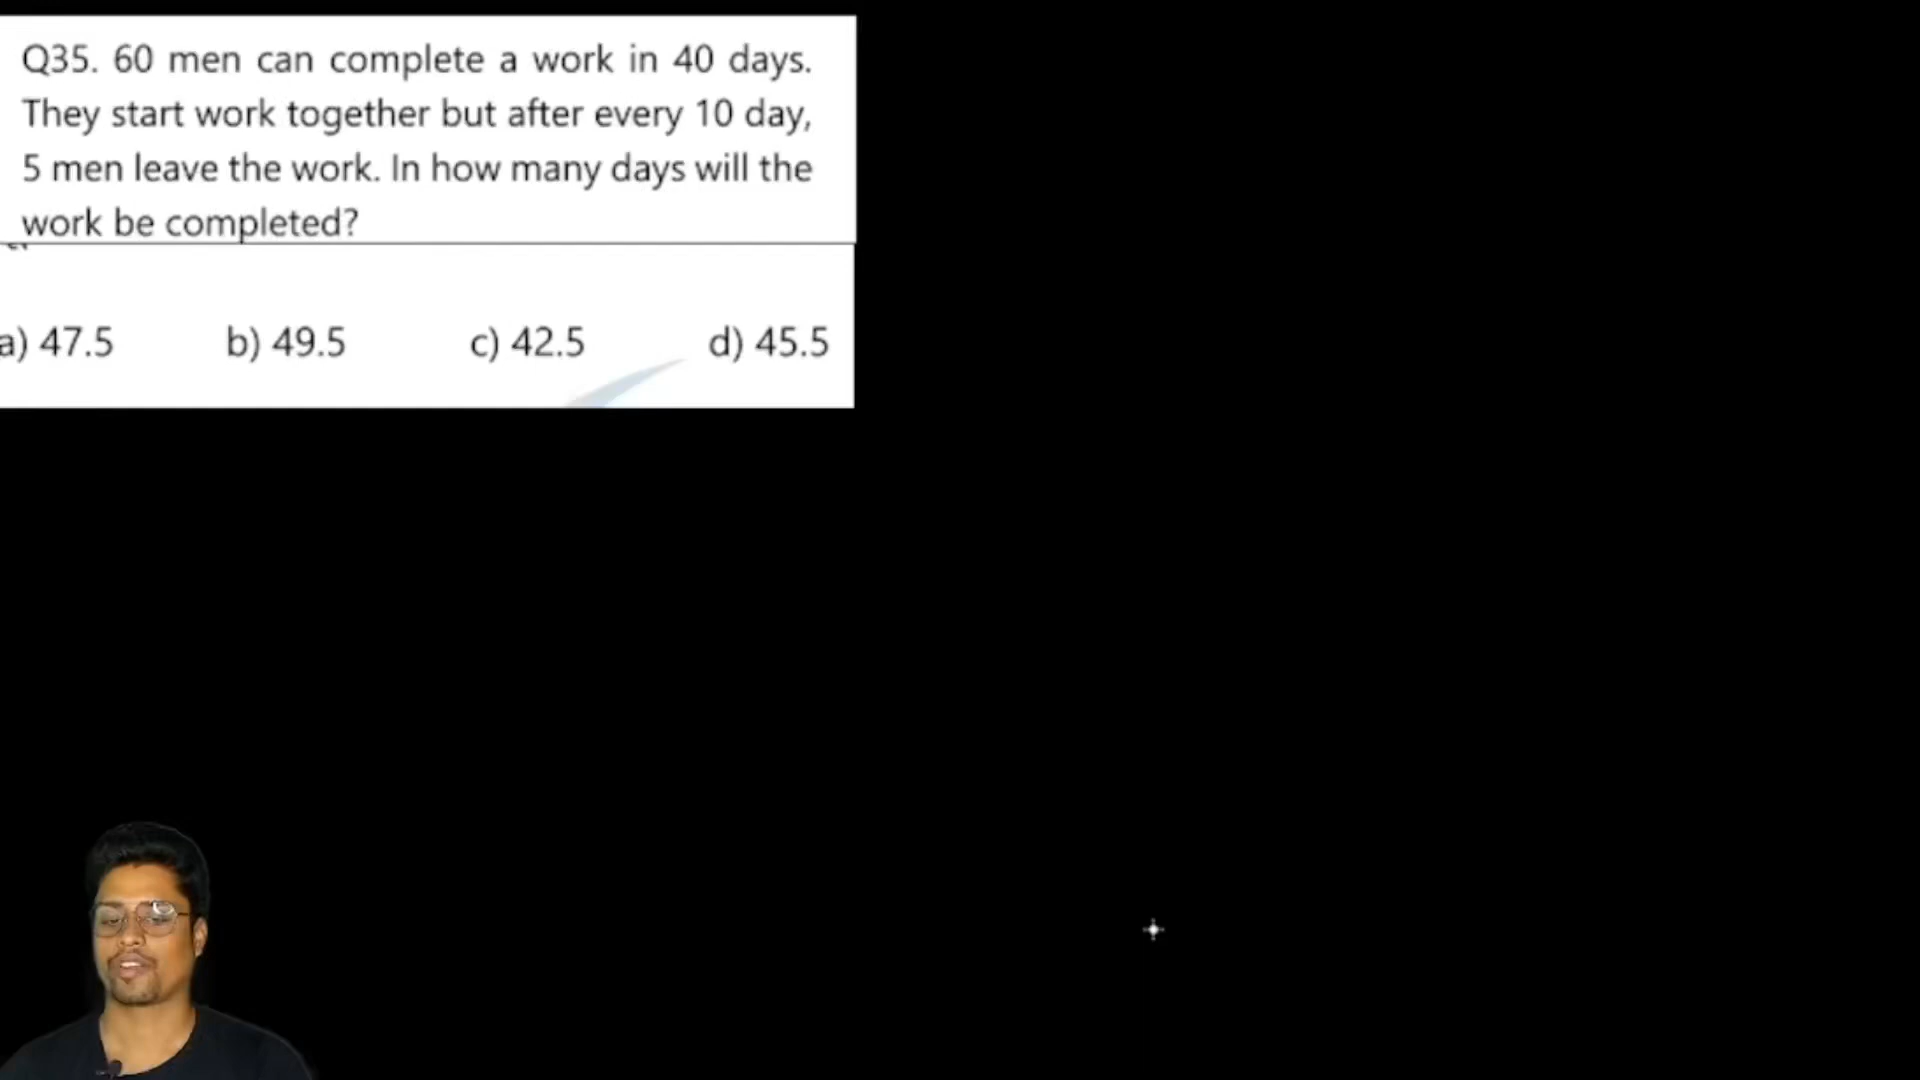 Q35. 60 men can complete a work in 40 days.
They start work together but after every 10 day,
5 men leave the work. In how many days will the
work be completed?
a) 47.5 b) 49.5 c) 42.5 d) 45.5